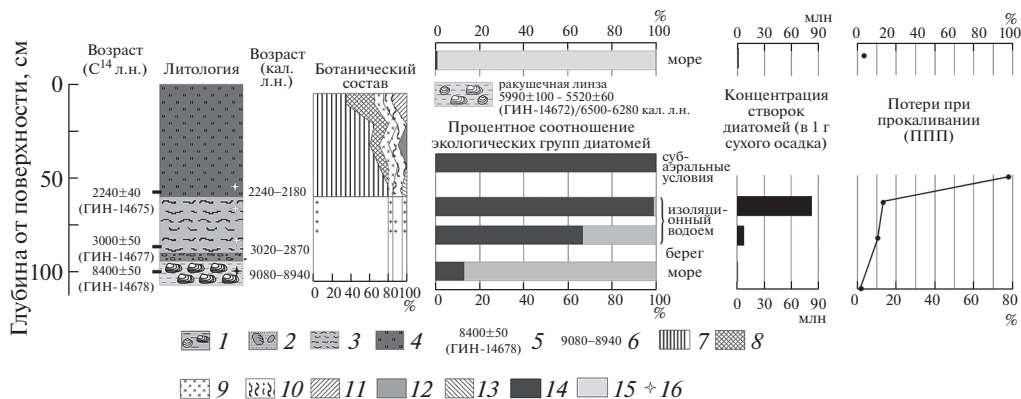 %
0 20 40 60 80 100
море
ракушечная линза
5990±100 - 5520±60
(ГИН-14672)/6500-6280 кал. л.н.
Процентное соотношение
экологических групп диатомей
млн
0 30 60 90
Концентрация
створок
диатомей (в 1 г
сухого осадка)
%
0 20 40 60 80 100
Потери при
прокаливании
(ППП)
Глубина от поверхности, см
0
50
100
Возраст
(С14 л.н.)
Литология
Возраст
(кал.
л.н.)
Ботанический
состав
2240±40
(ГИН-14675)
3000±50
(ГИН-14677)
8400±50
(ГИН-14678)
2240–2180
3020–2870
9080–8940
0 20 40 60 80 100
%
суб-
аэральные
условия
изоляци-
онный
водоем
берег
море
0 20 40 60 80 100
%
0 30 60 90
млн
0 20 40 60 80
%
1 2 3 4 8400±50 (ГИН-14678) 5 9080–8940 6 7 8
9 10 11 12 13 14 15 16